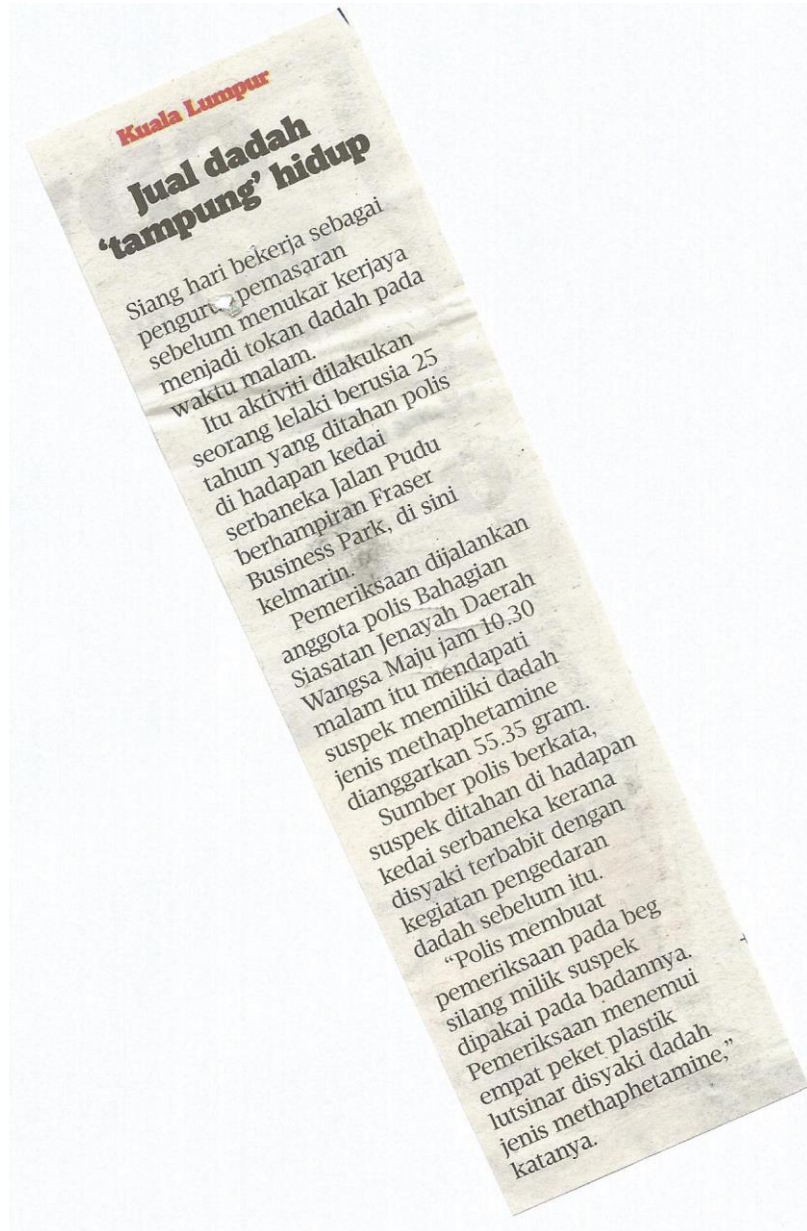 Kuala Lumpur
Jual dadah
‘tampung’ hidup
Siang hari bekerja sebagai
pemasaran
sebelum menukar kerjaya
menjadi tokan dadah pada
waktu malam.
Itu aktiviti dilakukan
seorang lelaki berusia 25
tahun yang ditahan polis
di hadapan kedai
serbaneka Jalan Pudu
berhampiran Fraser
Business Park, di sini
kelmarin.
Pemeriksaan dijalankan
anggota polis Bahagian
Siasatan Jenayah Daerah
Wangsa Maju jam 10.30
malam itu mendapati
suspek memiliki dadah
jenis methaphetamine
dianggarkan 55.35 gram.
Sumber polis berkata,
suspek ditahan di hadapan
kedai serbaneka kerana
disyaki terbabit dengan
kegiatan pengedaran
dadah sebelum itu.
“Polis membuat
pemeriksaan pada beg
silang milik suspek
dipakai pada badannya.
Pemeriksaan menemui
empat peket plastik
lutsinar disyaki dadah
jenis methaphetamine,”
katanya.